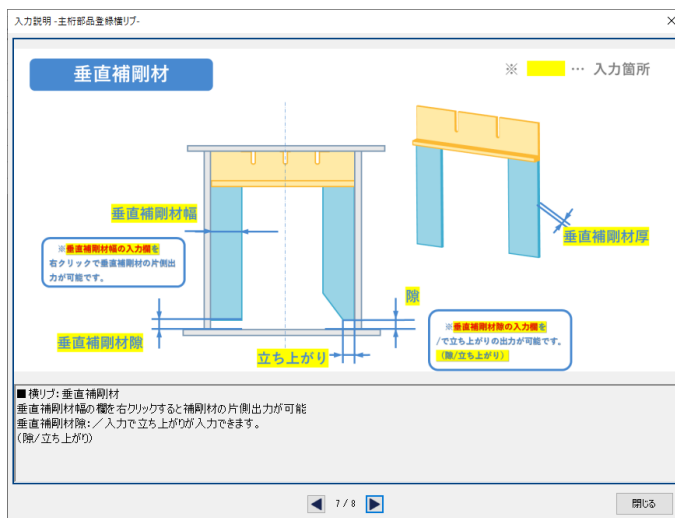 入力説明 -主桁部品登録横リブ-
垂直補剛材
※ … 入力箇所
垂直補剛材幅
※垂直補剛材幅の入力欄を
右クリックで垂直補剛材の片側出
力が可能です。
垂直補剛材厚
隙
垂直補剛材隙
立ち上がり
※垂直補剛材隙の入力欄を
/で立ち上がりの出力が可能です。
(隙/立ち上がり)
■横リブ：垂直補剛材
垂直補剛材幅の欄を右クリックすると補剛材の片側出力が可能
垂直補剛材隙：／入力で立ち上がりが入力できます。
(隙/立ち上がり)
7 / 8
閉じる